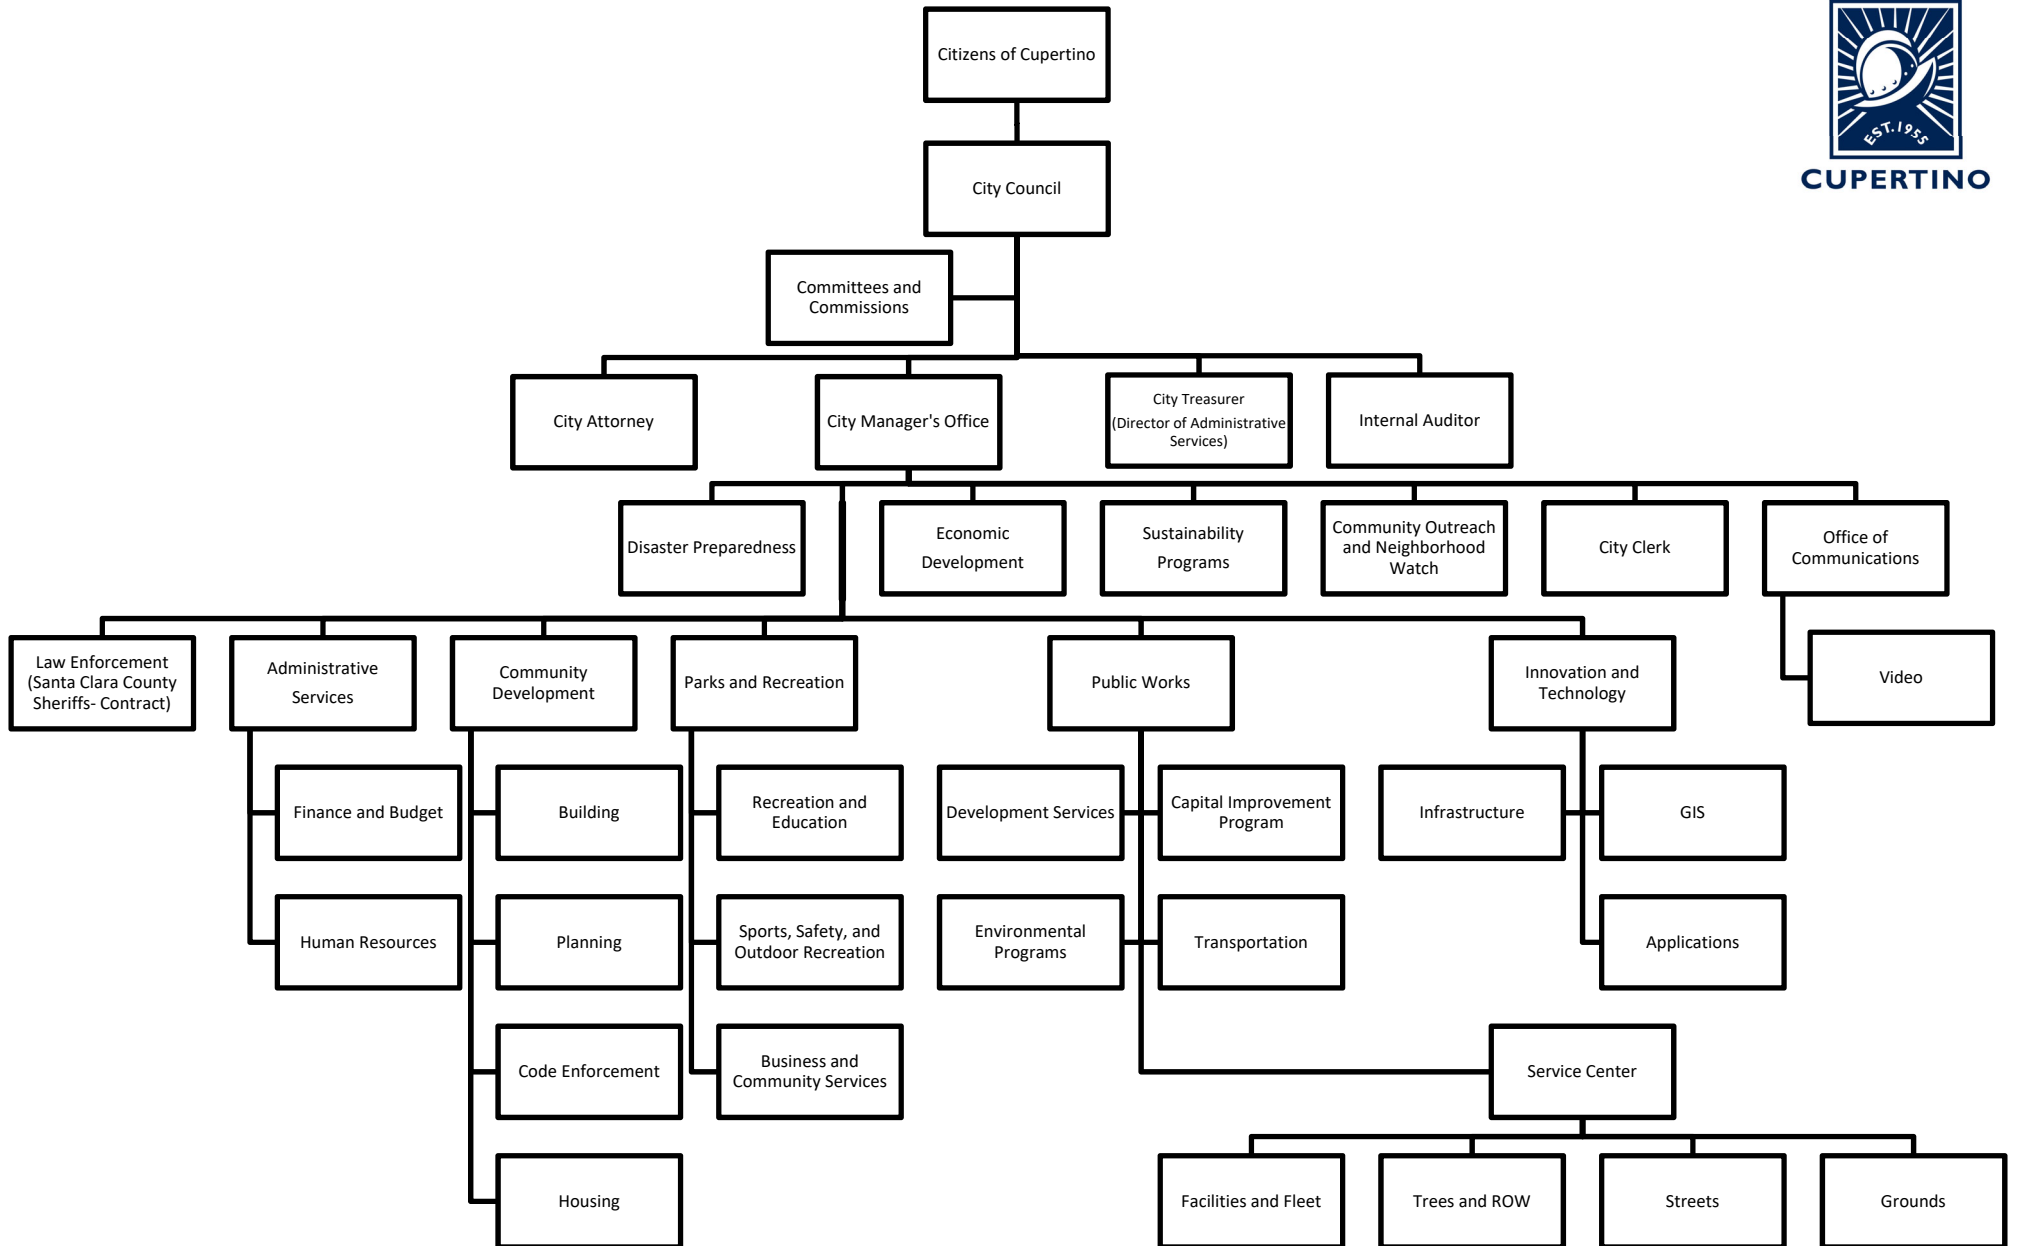 Citizens of Cupertino
EST. 1955
CUPERTINO
City Council
Committees and
Commissions
City Attorney
City Manager's Office
City Treasurer
(Director of Administrative
Services)
Internal Auditor
Disaster Preparedness
Economic
Development
Sustainability
Programs
Community Outreach
and Neighborhood
Watch
City Clerk
Office of
Communications
Law Enforcement
(Santa Clara County
Sheriffs- Contract)
Administrative
Services
Community
Development
Parks and Recreation
Public Works
Innovation and
Technology
Video
Finance and Budget
Building
Recreation and
Education
Development Services
Capital Improvement
Program
Infrastructure
GIS
Human Resources
Planning
Sports, Safety, and
Outdoor Recreation
Environmental
Programs
Transportation
Applications
Code Enforcement
Business and
Community Services
Service Center
Housing
Facilities and Fleet
Trees and ROW
Streets
Grounds